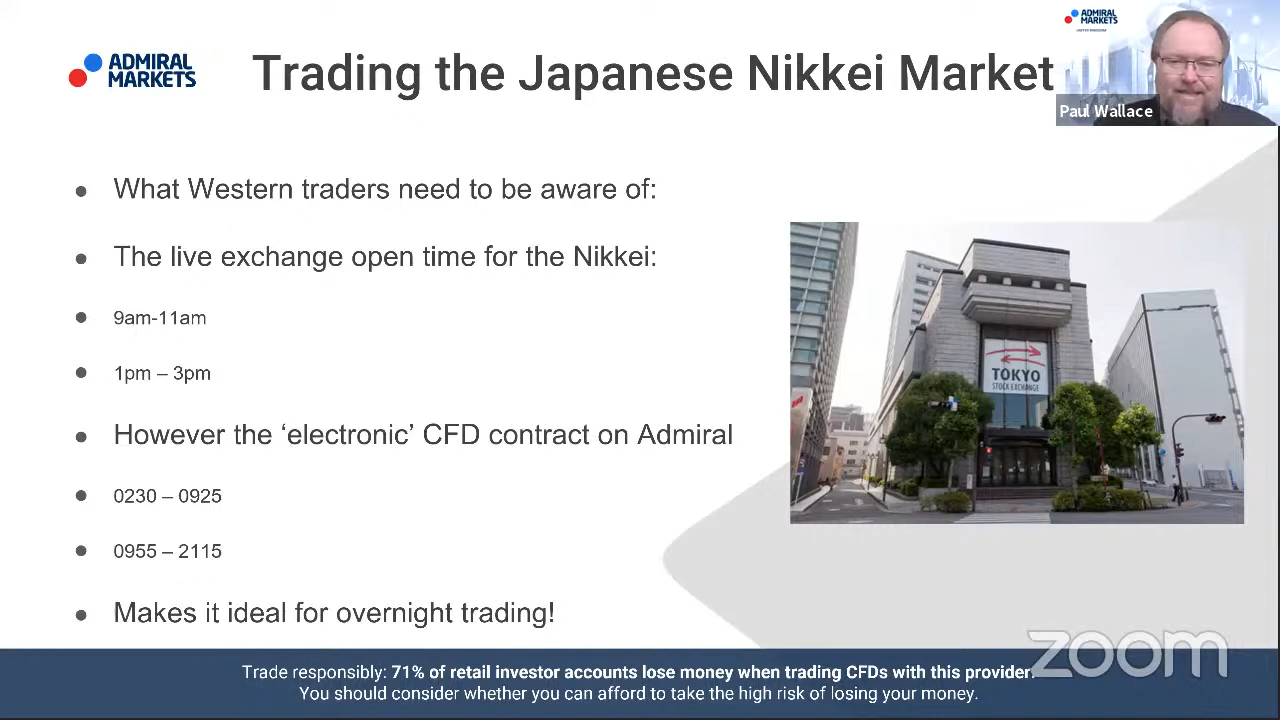 ADMIRAL
MARKETS
Trading the Japanese Nikkei Market
ADMIRAL
MARKETS
UNITED KINGDOM
Paul Wallace
What Western traders need to be aware of:
The live exchange open time for the Nikkei:
9am-11am
1pm – 3pm
However the ‘electronic’ CFD contract on Admiral
0230 – 0925
0955 – 2115
Makes it ideal for overnight trading!
TOKYO
STOCK EXCHANGE
zoom
Trade responsibly: 71% of retail investor accounts lose money when trading CFDs with this provider.
You should consider whether you can afford to take the high risk of losing your money.